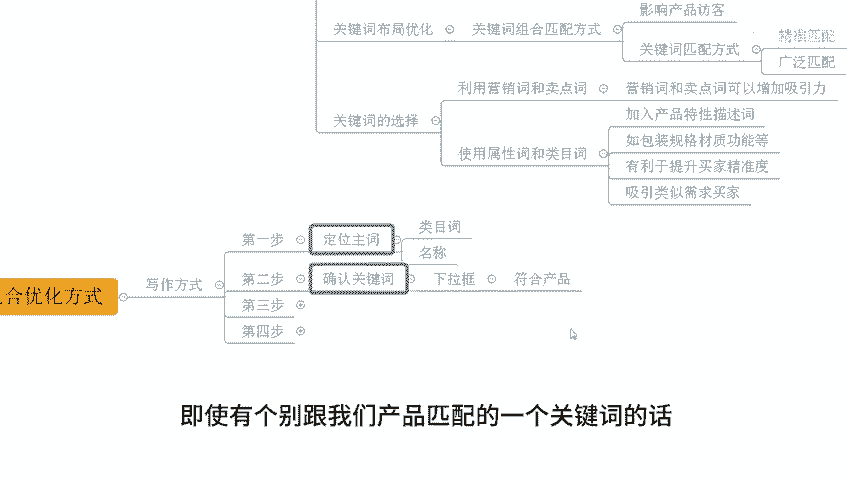 影响产品访客
关键词布局优化
关键词组合匹配方式
关键词匹配方式
精准匹配
广泛匹配
利用营销词和卖点词
营销词和卖点词可以增加吸引力
关键词的选择
加入产品特性描述词
如包装规格材质功能等
使用属性词和类目词
有利于提升买家精准度
吸引类似需求买家
类目词
第一步
定位主词
名称
写作方式
第二步
确认关键词
下拉框
符合产品
合优化方式
第三步
第四步
即使有个别跟我们产品匹配的一个关键词的话